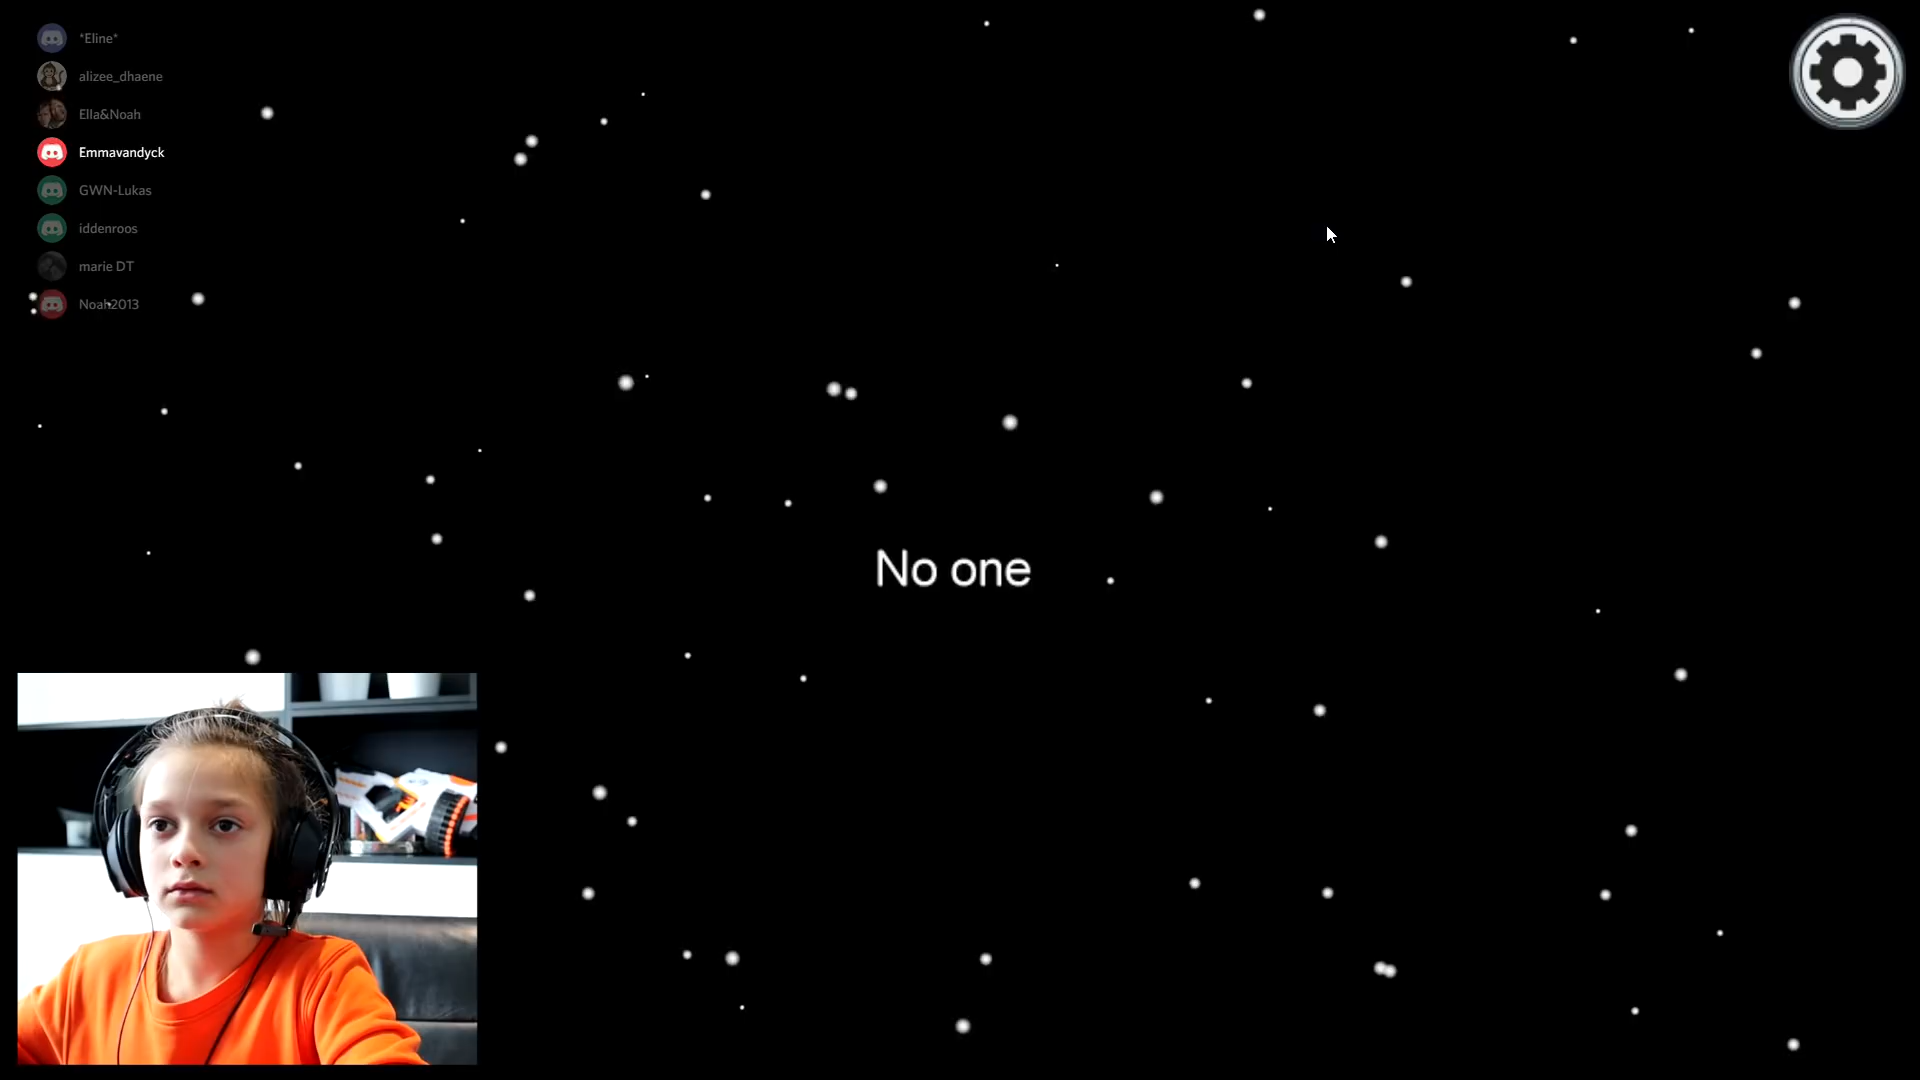 *Eline*
alizee_dhaene
Ella&Noah
Emmavandyck
GWN-Lukas
iddenroos
marie DT
Noah2013
No one